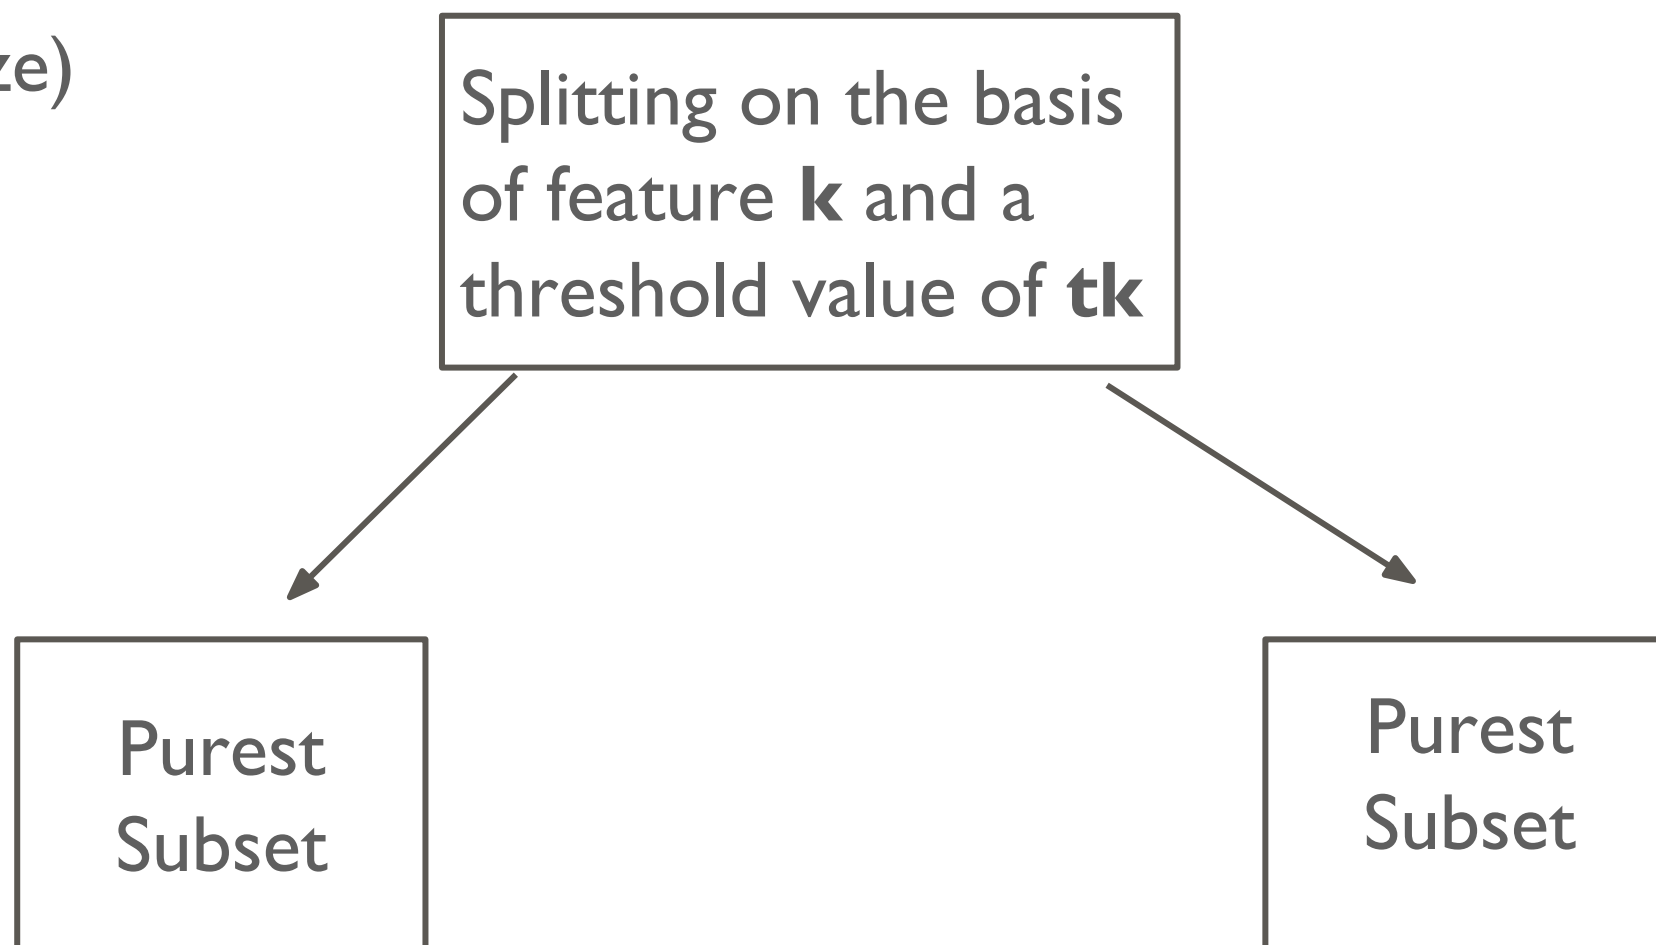 ze)
Splitting on the basis
of feature k and a
threshold value of tk
Purest
Subset
Purest
Subset